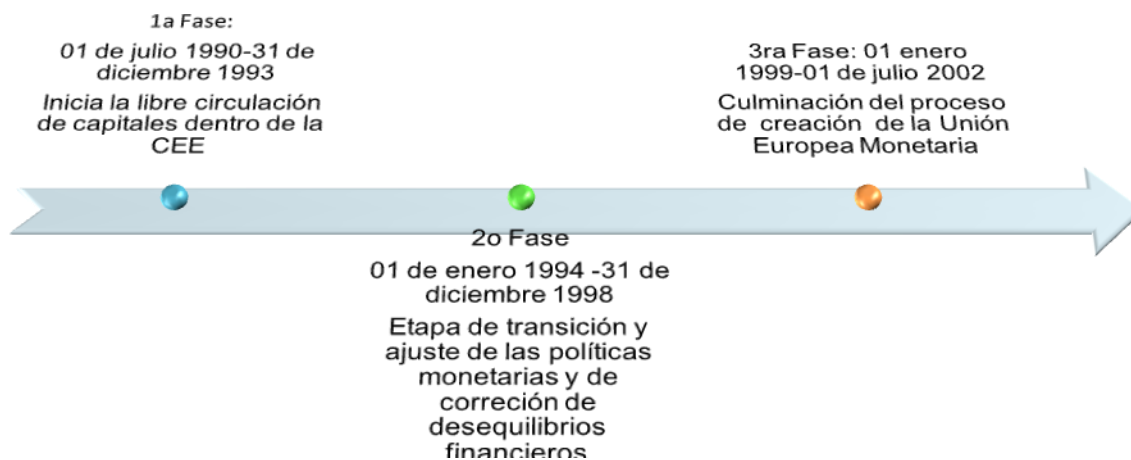 1a Fase:
01 de julio 1990-31 de
diciembre 1993
Inicia la libre circulación
de capitales dentro de la
CEE
2o Fase
01 de enero 1994 -31 de
diciembre 1998
Etapa de transición y
ajuste de las políticas
monetarias y de
correción de
desequilibrios
financieros
3ra Fase: 01 enero
1999-01 de julio 2002
Culminación del proceso
de creación de la Unión
Europea Monetaria